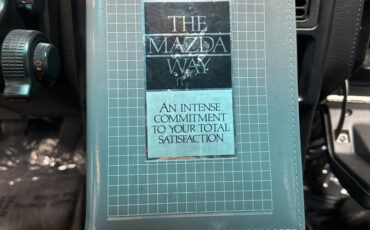 THE
MAZDA
WAY
AN INTENSE
COMMITMENT
TO YOUR TOTAL
SATISFACTION